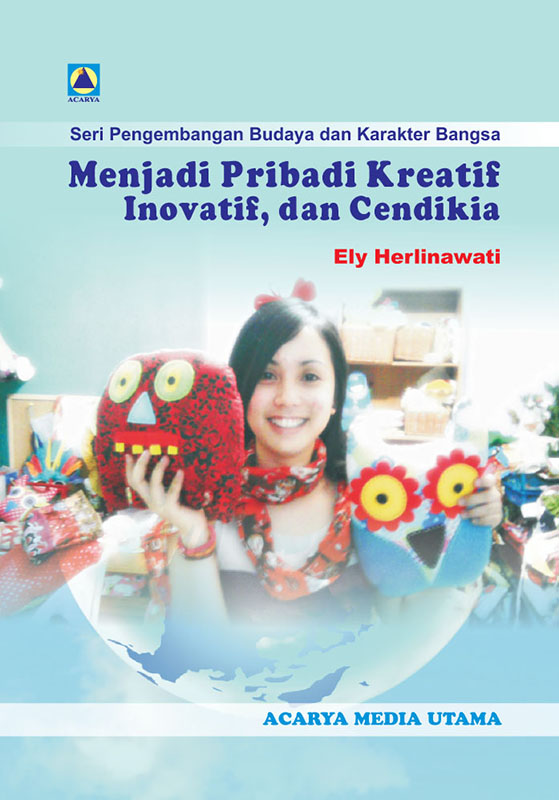 ACARYA
Seri Pengembangan Budaya dan Karakter Bangsa
Menjadi Pribadi Kreatif
Inovatif, dan Cendikia
Ely Herlinawati
ACARYA MEDIA UTAMA